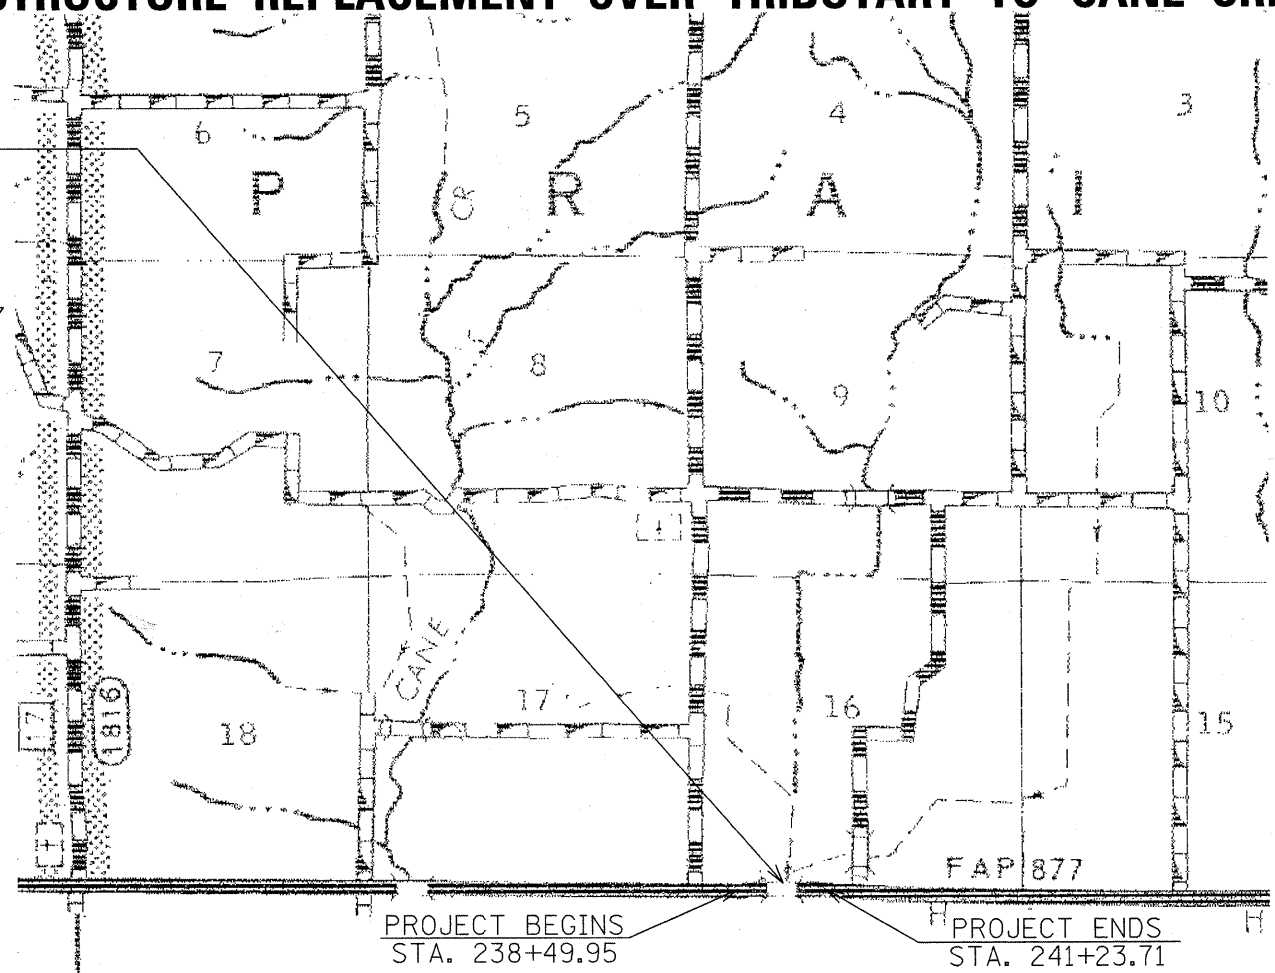 STRUCTURE REPLACEMENT OVER TRIBUTARY TO CANE
6
5
4
3
P R A I
CR
7
8
9
10
CANE
18
17
16
15
17
1816
FAP 877
PROJECT BEGINS
STA. 238+49.95
PROJECT ENDS
STA. 241+23.71